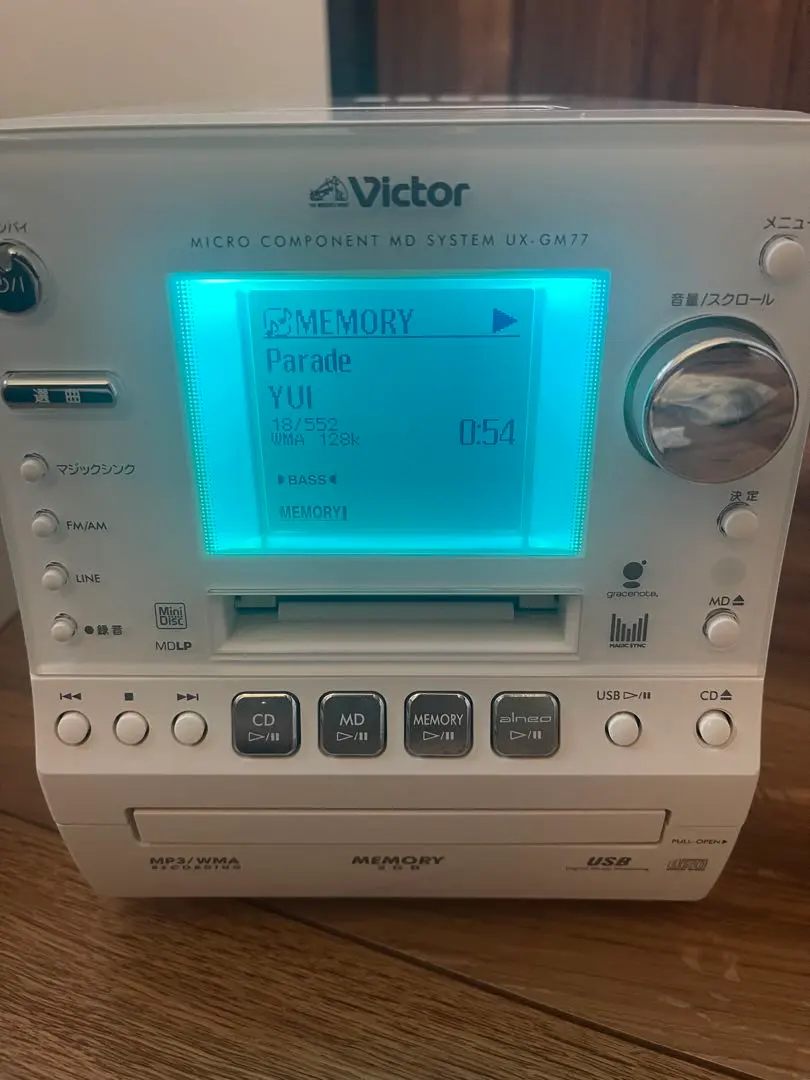 Victor
MICRO COMPONENT MD SYSTEM UX-GM77
メニュー
音量/スクロール
MEMORY
Parade
YUI
18/552
WMA 128k
0:54
BASS
MEMORY
選曲
マジックシンク
FM/AM
LINE
●録音
決定
gracenote.
MAGIC SYNC
MD⏏
Mini Disc
MDLP
⏮
■
⏭
CD
▷/⏸
MD
▷/⏸
MEMORY
▷/⏸
alneo
▷/⏸
USB ▷/⏸
CD⏏
PULL-OPEN▶
MP3/WMA
RECORDING
MEMORY
2GB
USB